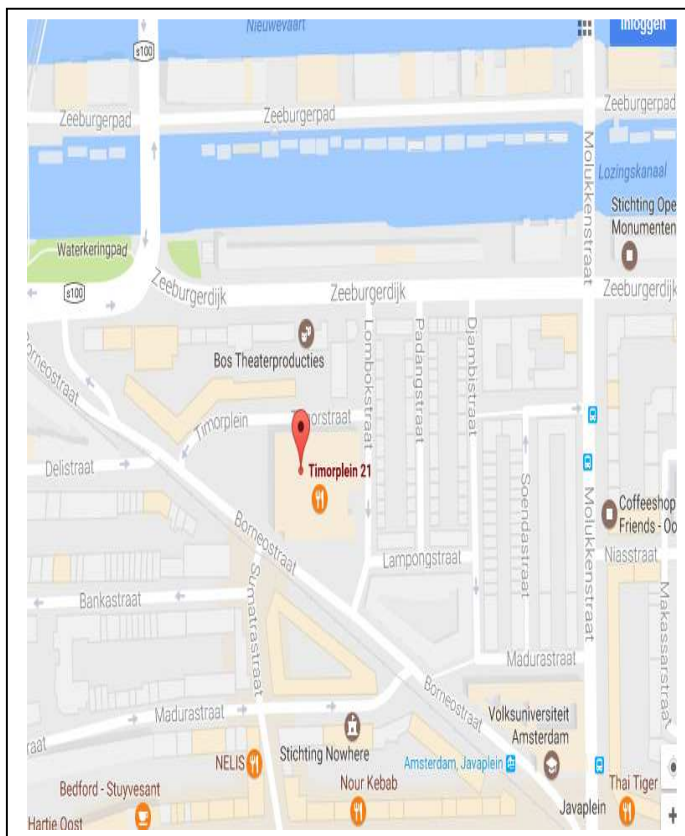 Nieuwevaart
Inloggen
s100
Zeeburgerpad
Zeeburgerpad
Zeeburgerpad
Molukkenstraat
Lozingskanaal
Stichting Ope
Monumenten
Waterkeringpad
s100
Zeeburgerdijk
Zeeburgerdijk
Zeeburgerdijk
Borneostraat
Bos Theaterproducties
Lombokstraat
Padangstraat
Djambistraat
Timorplein
Timorstraat
Delistraat
Timorplein 21
Soendastraat
Molukkenstraat
Coffeeshop
Friends - Oo
Borneostraat
Lampongstraat
Niasstraat
Bankastraat
Sumatrastraat
Makassarstraat
Madurastraat
Madurastraat
Borneostraat
raat
Stichting Nowhere
Volksuniversiteit
Amsterdam
NELIS
Amsterdam, Javaplein
Bedford - Stuyvesant
Nour Kebab
Thai Tiger
Javaplein
Hartje Oost